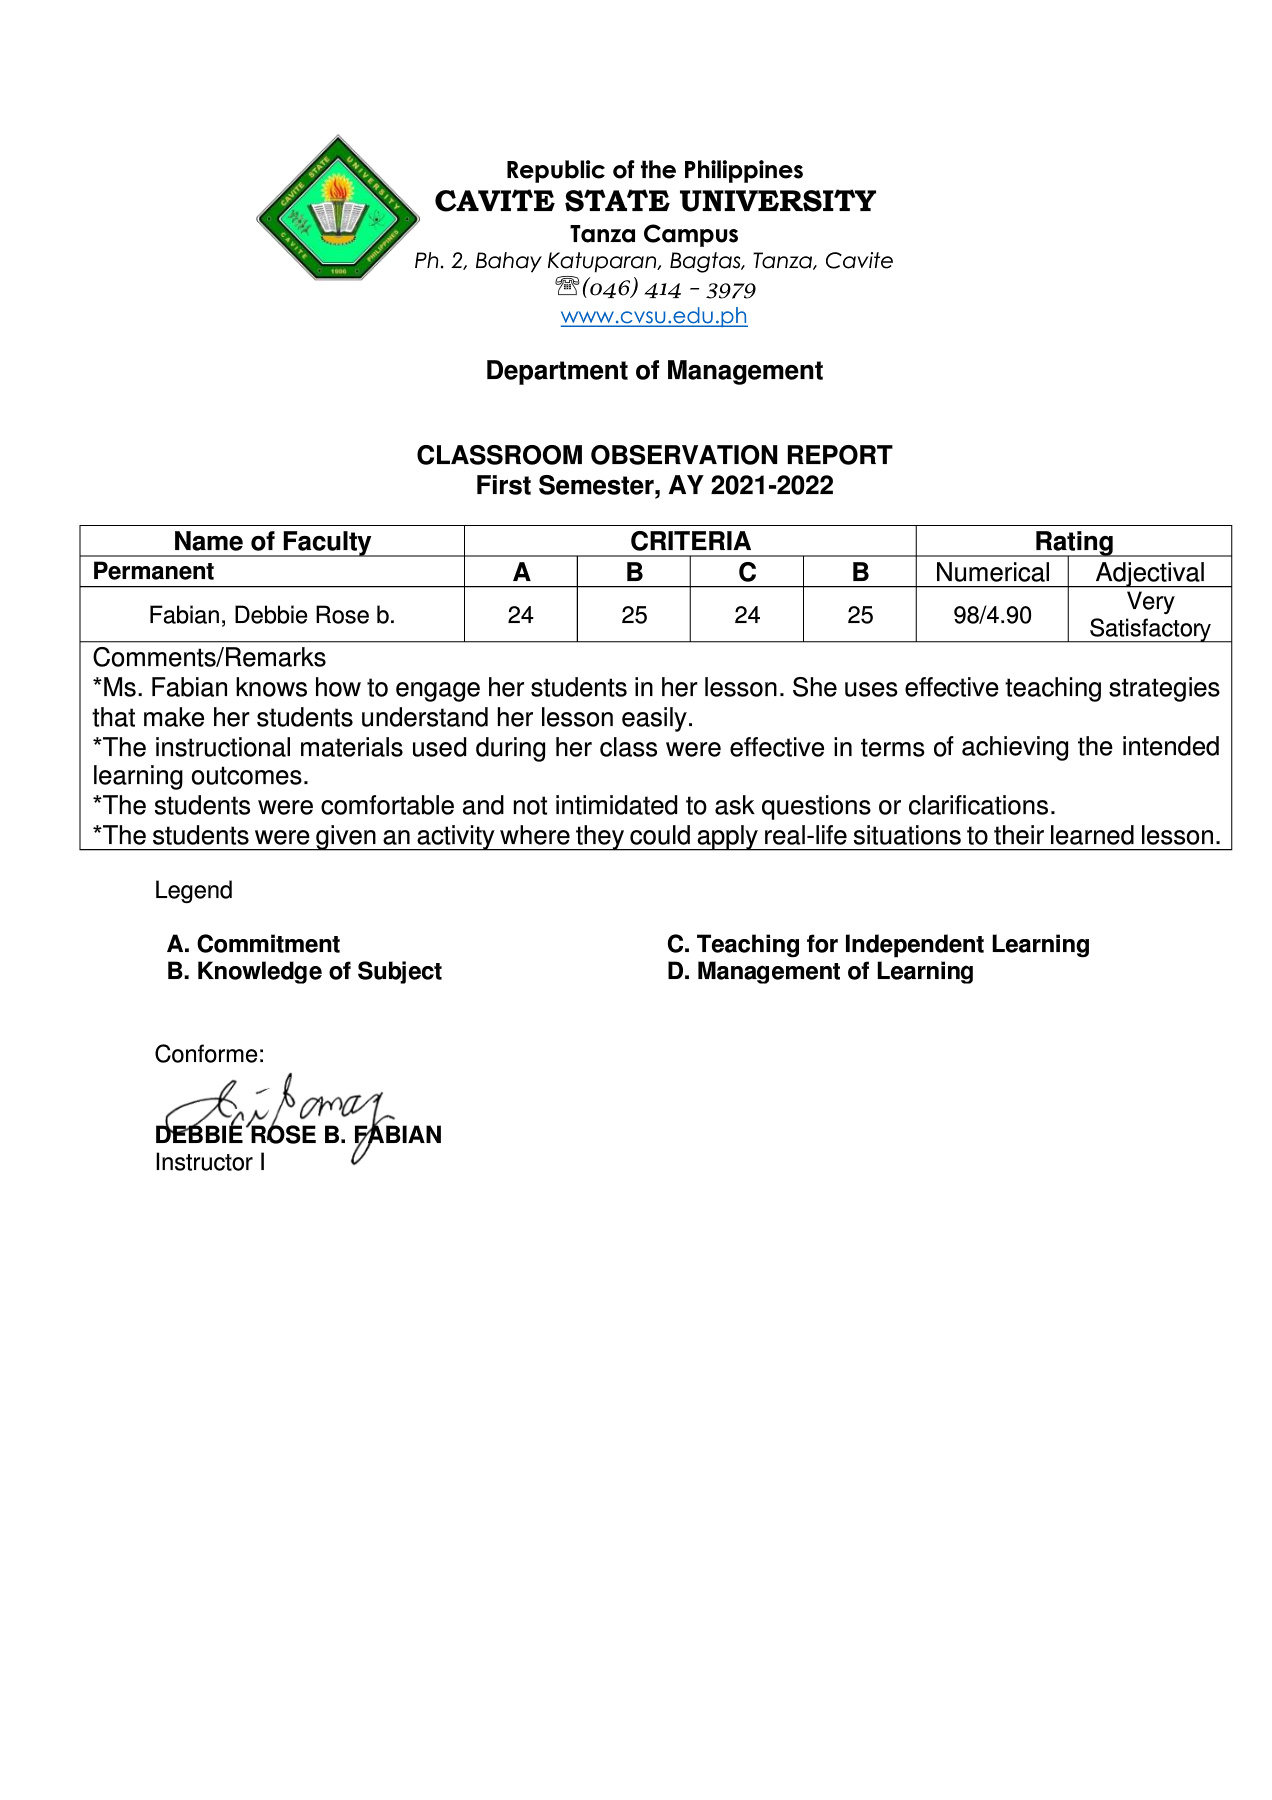 CAVITE STATE UNIVERSITY
CAVITE PHILIPPINES
1906
Republic of the Philippines
CAVITE STATE UNIVERSITY
Tanza Campus
Ph. 2, Bahay Katuparan, Bagtas, Tanza, Cavite
(046) 414 – 3979
www.cvsu.edu.ph
Department of Management
CLASSROOM OBSERVATION REPORT
First Semester, AY 2021-2022
Name of Faculty CRITERIA Rating
Permanent A B C B Numerical Adjectival
Fabian, Debbie Rose b. 24 25 24 25 98/4.90 Very Satisfactory
Comments/Remarks
*Ms. Fabian knows how to engage her students in her lesson. She uses effective teaching strategies
that make her students understand her lesson easily.
*The instructional materials used during her class were effective in terms of achieving the intended
learning outcomes.
*The students were comfortable and not intimidated to ask questions or clarifications.
*The students were given an activity where they could apply real-life situations to their learned lesson.
Legend
A. Commitment C. Teaching for Independent Learning
B. Knowledge of Subject D. Management of Learning
Conforme:
DEBBIE ROSE B. FABIAN
Instructor I